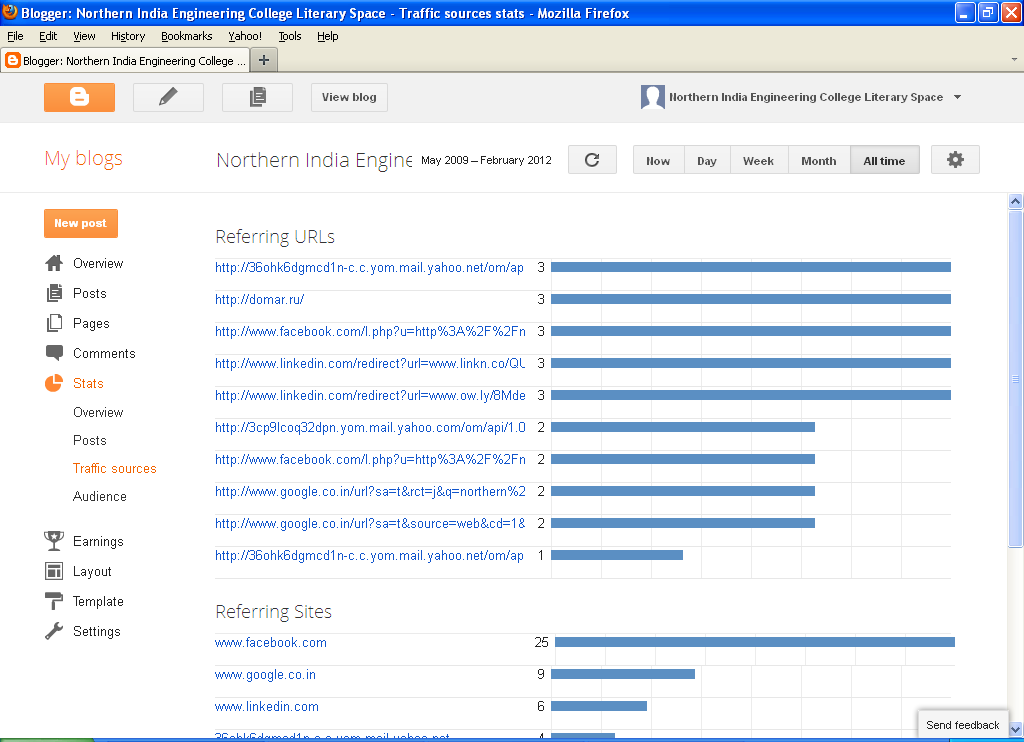 Blogger: Northern India Engineering College Literary Space - Traffic sources stats - Mozilla Firefox
File Edit View History Bookmarks Yahoo! Tools Help
Blogger: Northern India Engineering College ...
View blog
Northern India Engineering College Literary Space
My blogs
Northern India Engine May 2009 – February 2012 Now Day Week Month All time
New post
Overview
Posts
Pages
Comments
Stats
Overview
Posts
Traffic sources
Audience
Earnings
Layout
Template
Settings
Referring URLs
http://36ohk6dgmcd1n-c.c.yom.mail.yahoo.net/om/ap 3
http://domar.ru/ 3
http://www.facebook.com/l.php?u=http%3A%2F%2Fn 3
http://www.linkedin.com/redirect?url=www.linkn.co/QU 3
http://www.linkedin.com/redirect?url=www.ow.ly/8Mde 3
http://3cp9lcoq32dpn.yom.mail.yahoo.com/om/api/1.0 2
http://www.facebook.com/l.php?u=http%3A%2F%2Fn 2
http://www.google.co.in/url?sa=t&rct=j&q=northern%2 2
http://www.google.co.in/url?sa=t&source=web&cd=1& 2
http://36ohk6dgmcd1n-c.c.yom.mail.yahoo.net/om/ap 1
Referring Sites
www.facebook.com 25
www.google.co.in 9
www.linkedin.com 6
36ohk6dgmcd1n-c.c.yom.mail.yahoo.net 4
Send feedback